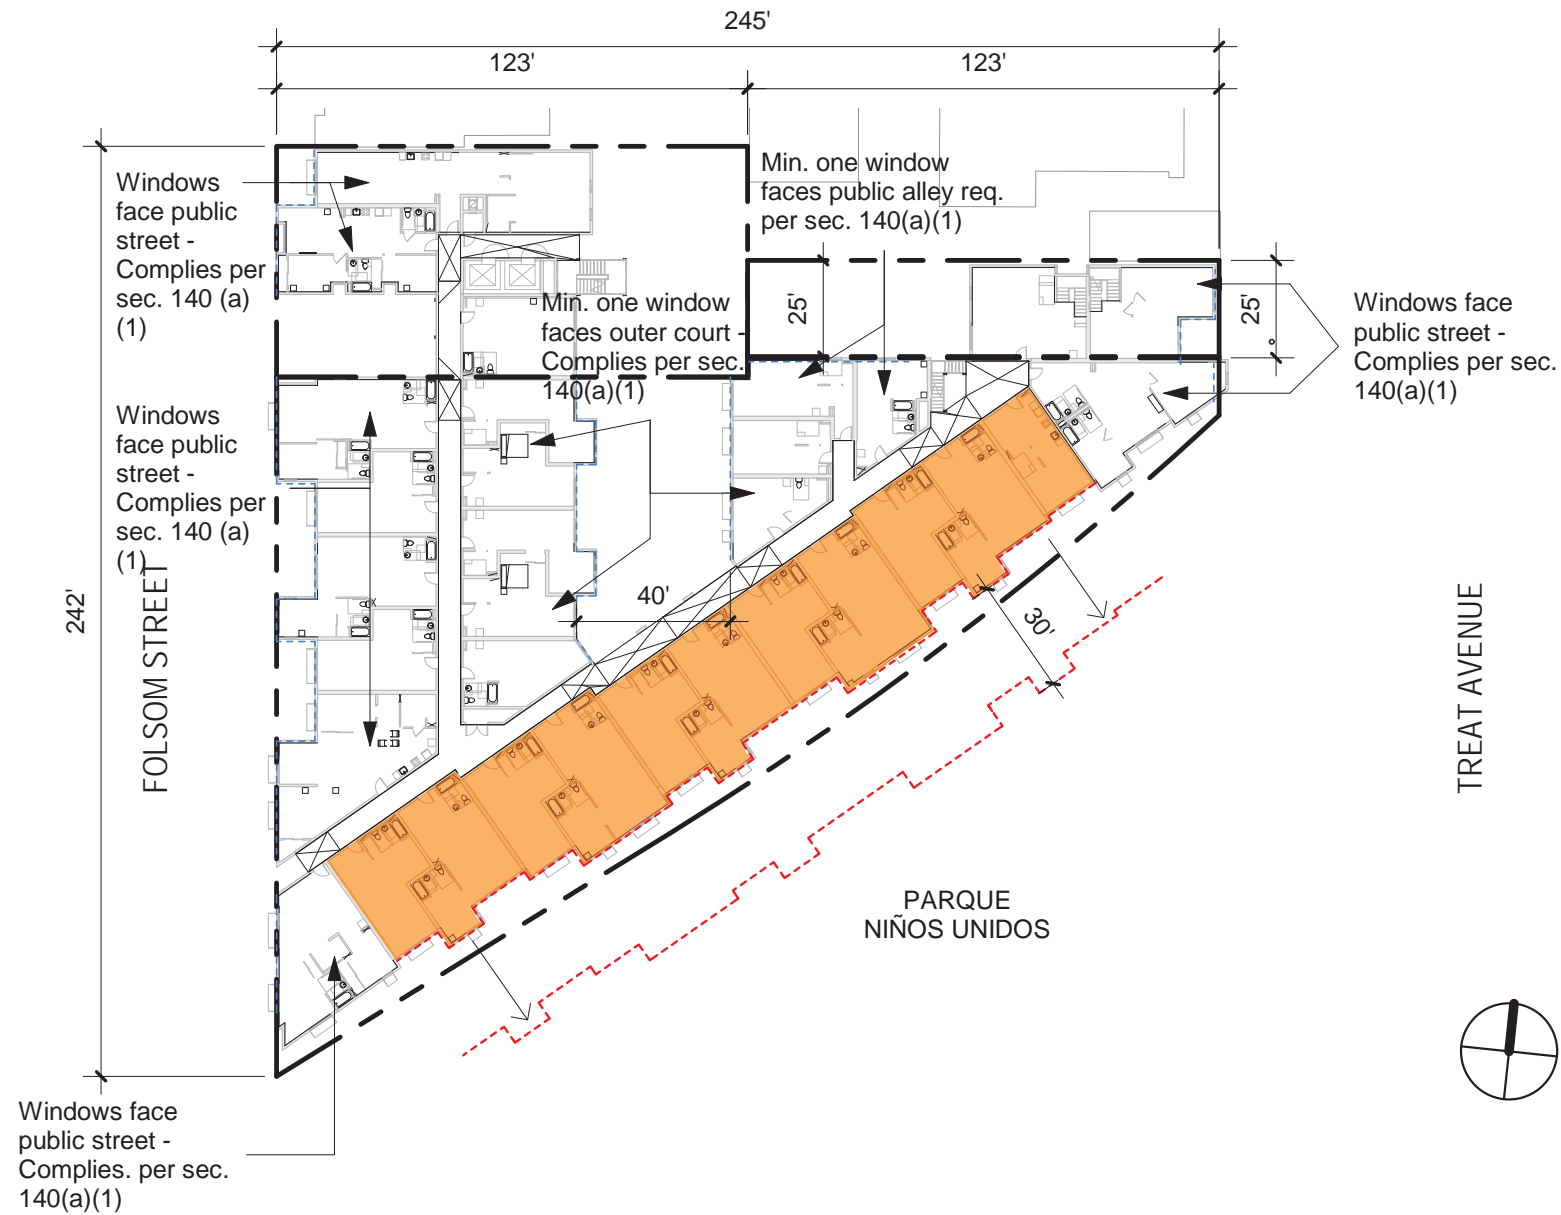 245'
123'
123'
Windows
face public
street -
Complies per
sec. 140 (a)
(1)
Min. one window
faces public alley req.
per sec. 140(a)(1)
Min. one window
faces outer court -
Complies per sec.
140(a)(1)
25'
25'
Windows face
public street -
Complies per sec.
140(a)(1)
Windows
face public
street -
Complies per
sec. 140 (a)
(1)
242'
FOLSOM STREET
40'
30'
TREAT AVENUE
PARQUE
NIÑOS UNIDOS
Windows face
public street -
Complies. per sec.
140(a)(1)